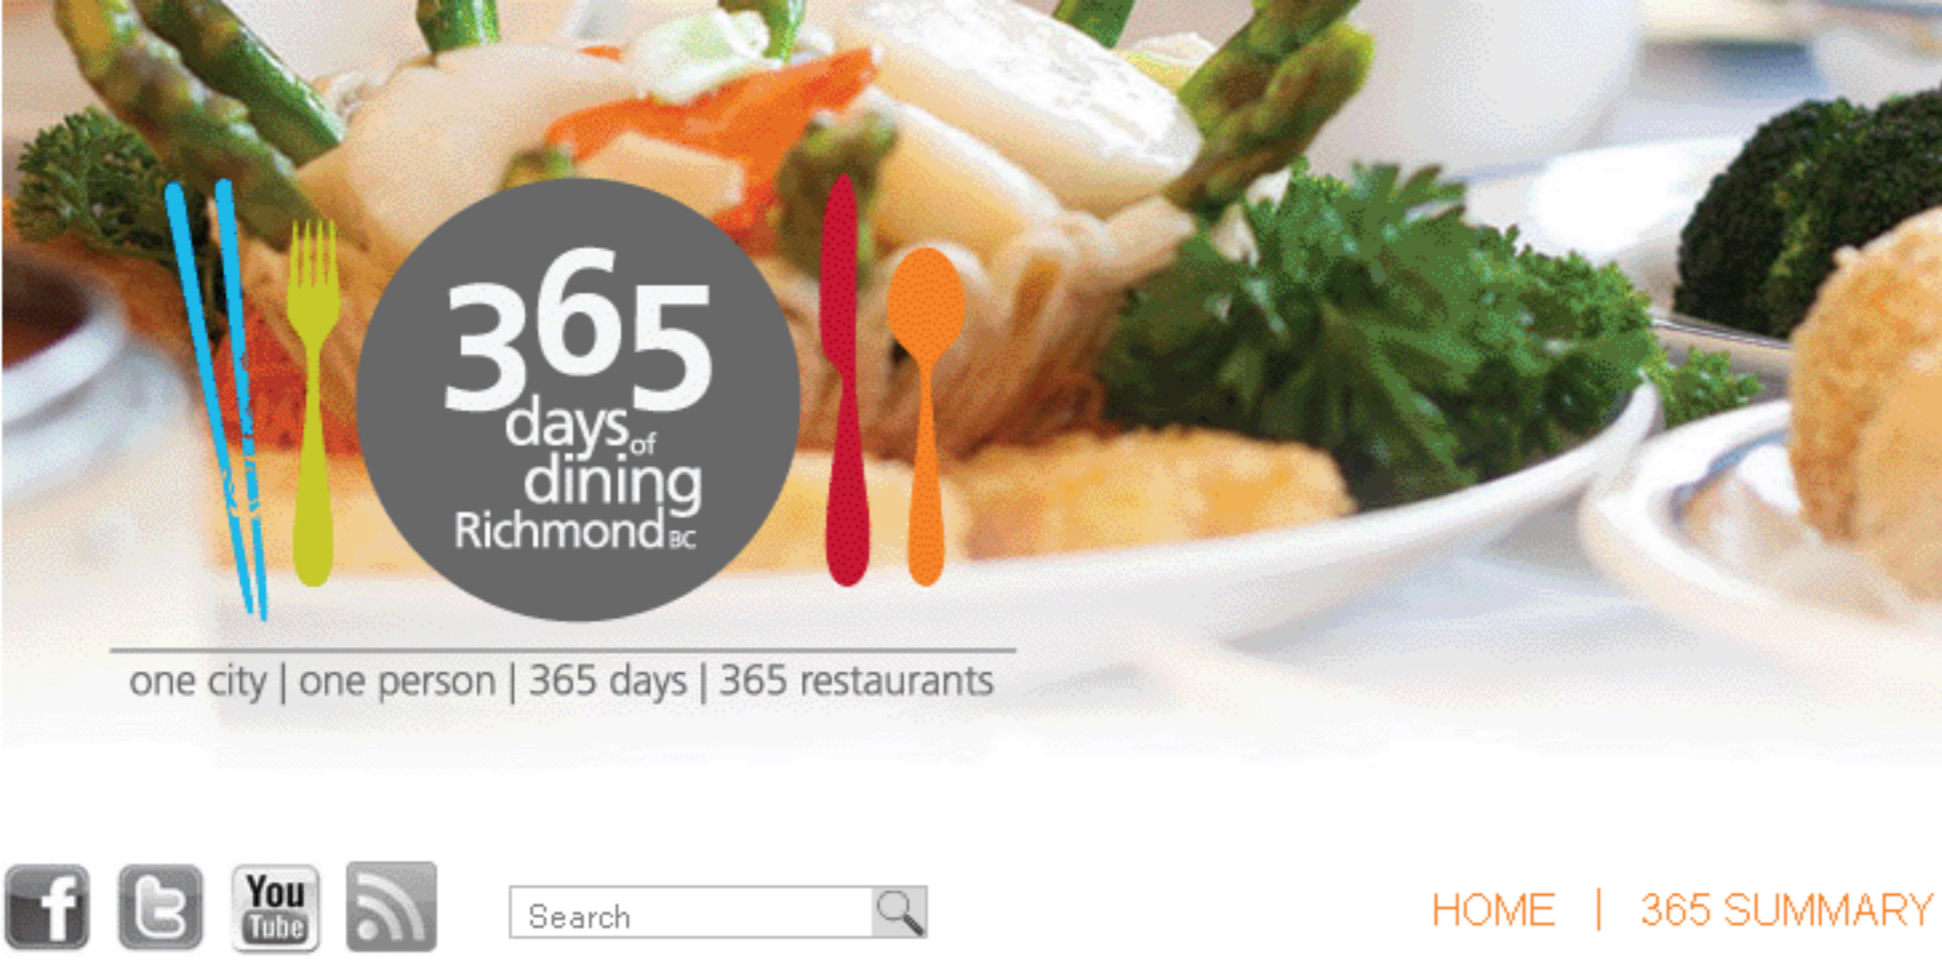 365
days of
dining
Richmond BC
one city | one person | 365 days | 365 restaurants
f
t
You
Tube
Search
HOME | 365 SUMMARY